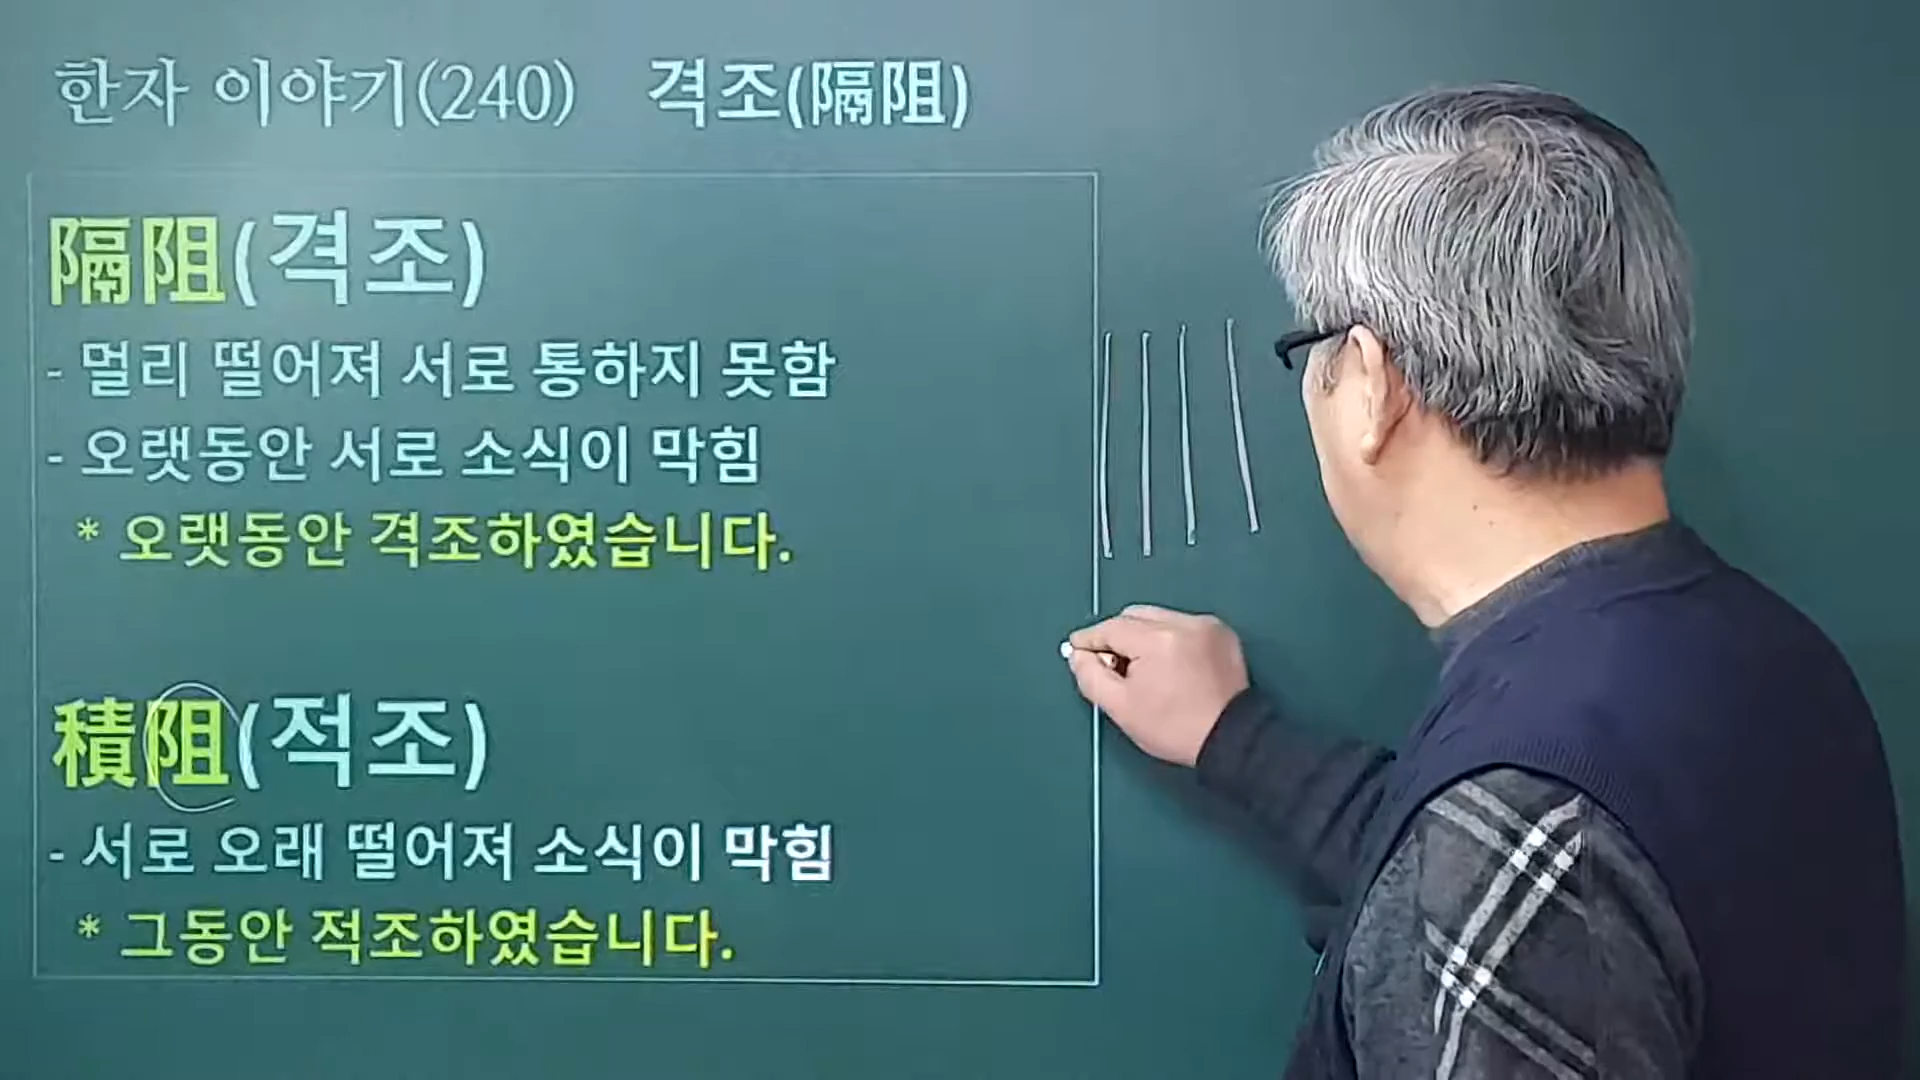 한자 이야기(240) 격조(隔阻)
隔阻(격조)
- 멀리 떨어져 서로 통하지 못함
- 오랫동안 서로 소식이 막힘
* 오랫동안 격조하였습니다.
積阻(적조)
- 서로 오래 떨어져 소식이 막힘
* 그동안 적조하였습니다.